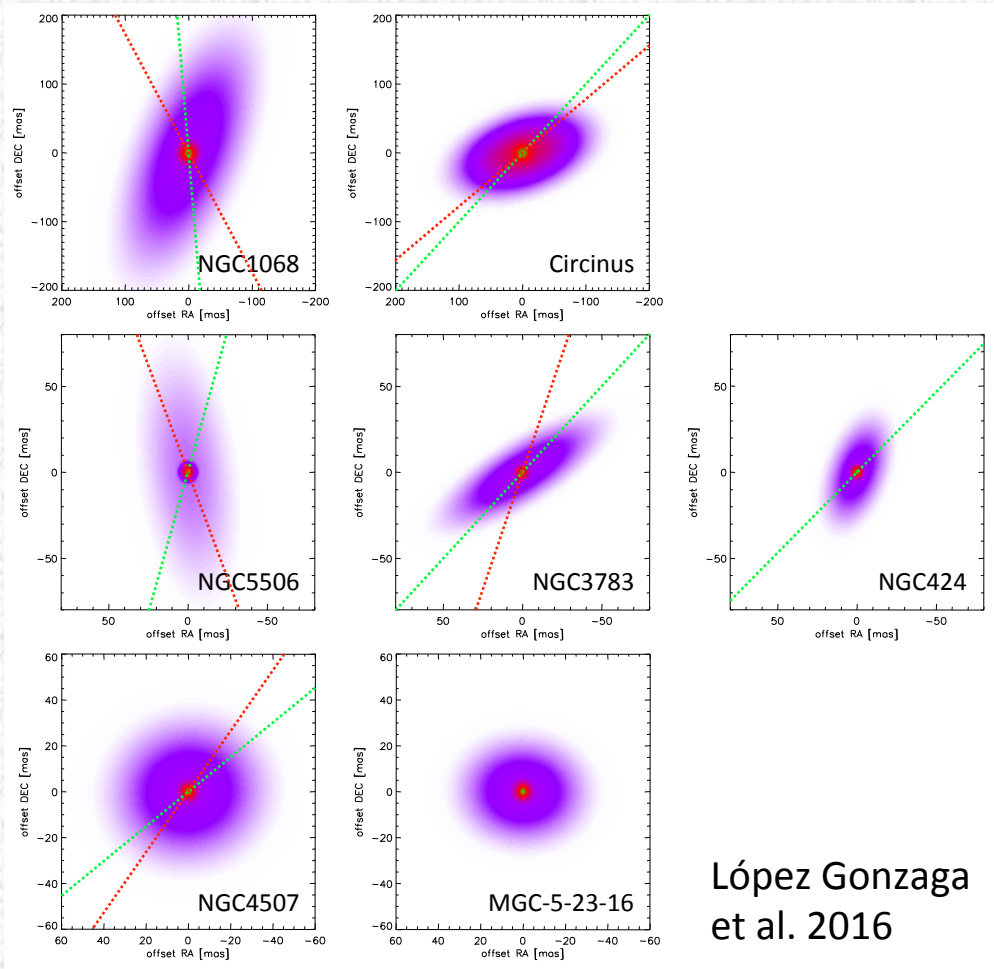 200
100
0
−100
−200
offset DEC [mas]
200 100 0 −100 −200
offset RA [mas]
NGC1068
200
100
0
−100
−200
offset DEC [mas]
200 100 0 −100 −200
offset RA [mas]
Circinus
50
0
−50
offset DEC [mas]
50 0 −50
offset RA [mas]
NGC5506
50
0
−50
offset DEC [mas]
50 0 −50
offset RA [mas]
NGC3783
50
0
−50
offset DEC [mas]
50 0 −50
offset RA [mas]
NGC424
60
40
20
0
−20
−40
−60
offset DEC [mas]
60 40 20 0 −20 −40 −60
offset RA [mas]
NGC4507
60
40
20
0
−20
−40
−60
offset DEC [mas]
60 40 20 0 −20 −40 −60
offset RA [mas]
MGC-5-23-16
López Gonzaga
et al. 2016